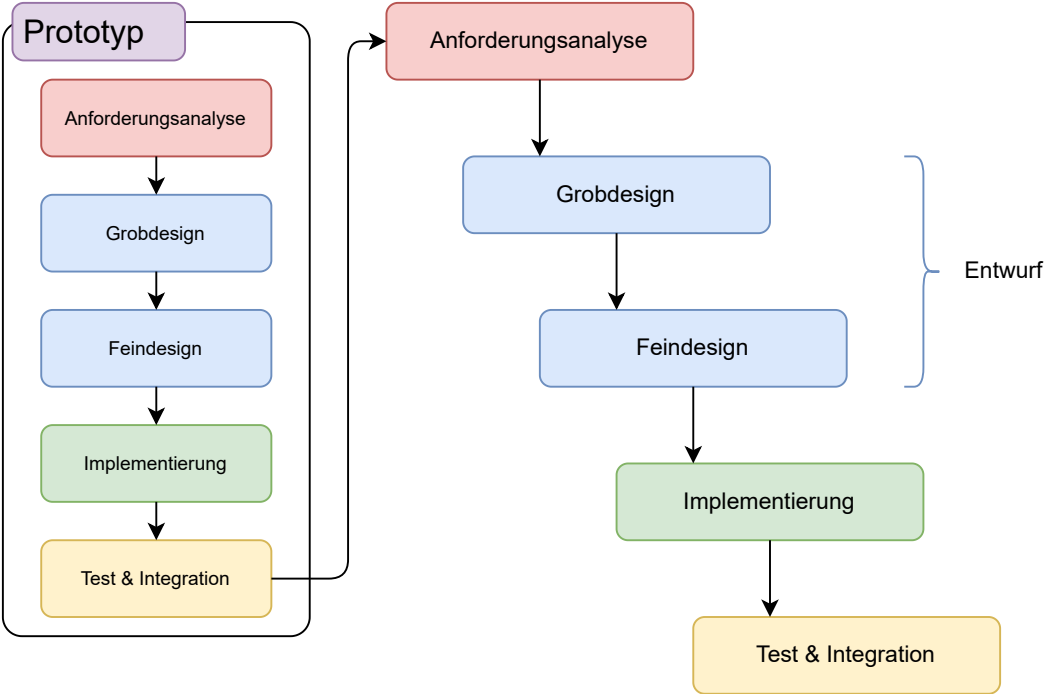 Prototyp
Anforderungsanalyse
Grobdesign
Feindesign
Implementierung
Test & Integration
Anforderungsanalyse
Grobdesign
Feindesign
Entwurf
Implementierung
Test & Integration